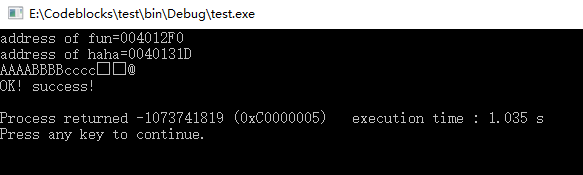 E:\Codeblocks\test\bin\Debug\test.exe
address of fun=004012F0
address of haha=0040131D
AAAABBBBcccc□□@
OK! success!
Process returned -1073741819 (0xC0000005)   execution time : 1.035 s
Press any key to continue.